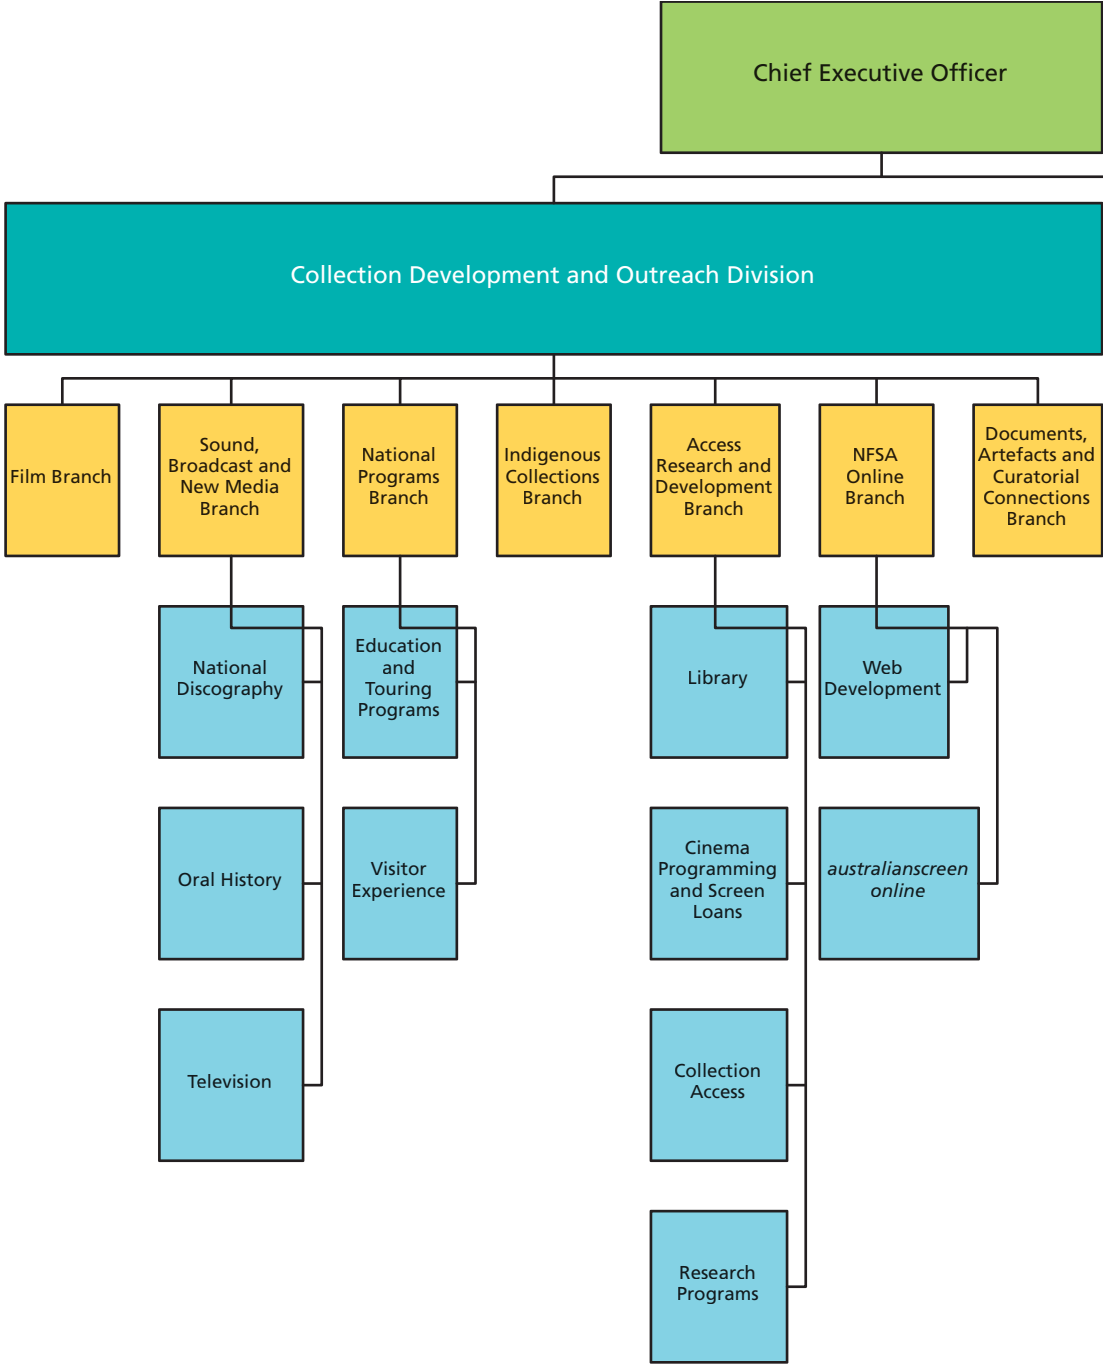 Chief Executive Officer
Collection Development and Outreach Division
Film Branch
Sound,
Broadcast and
New Media
Branch
National
Programs
Branch
Indigenous
Collections
Branch
Access
Research and
Development
Branch
NFSA
Online
Branch
Documents,
Artefacts and
Curatorial
Connections
Branch
National
Discography
Education
and
Touring
Programs
Library
Web
Development
Oral History
Visitor
Experience
Cinema
Programming
and Screen
Loans
australianscreen
online
Television
Collection
Access
Research
Programs